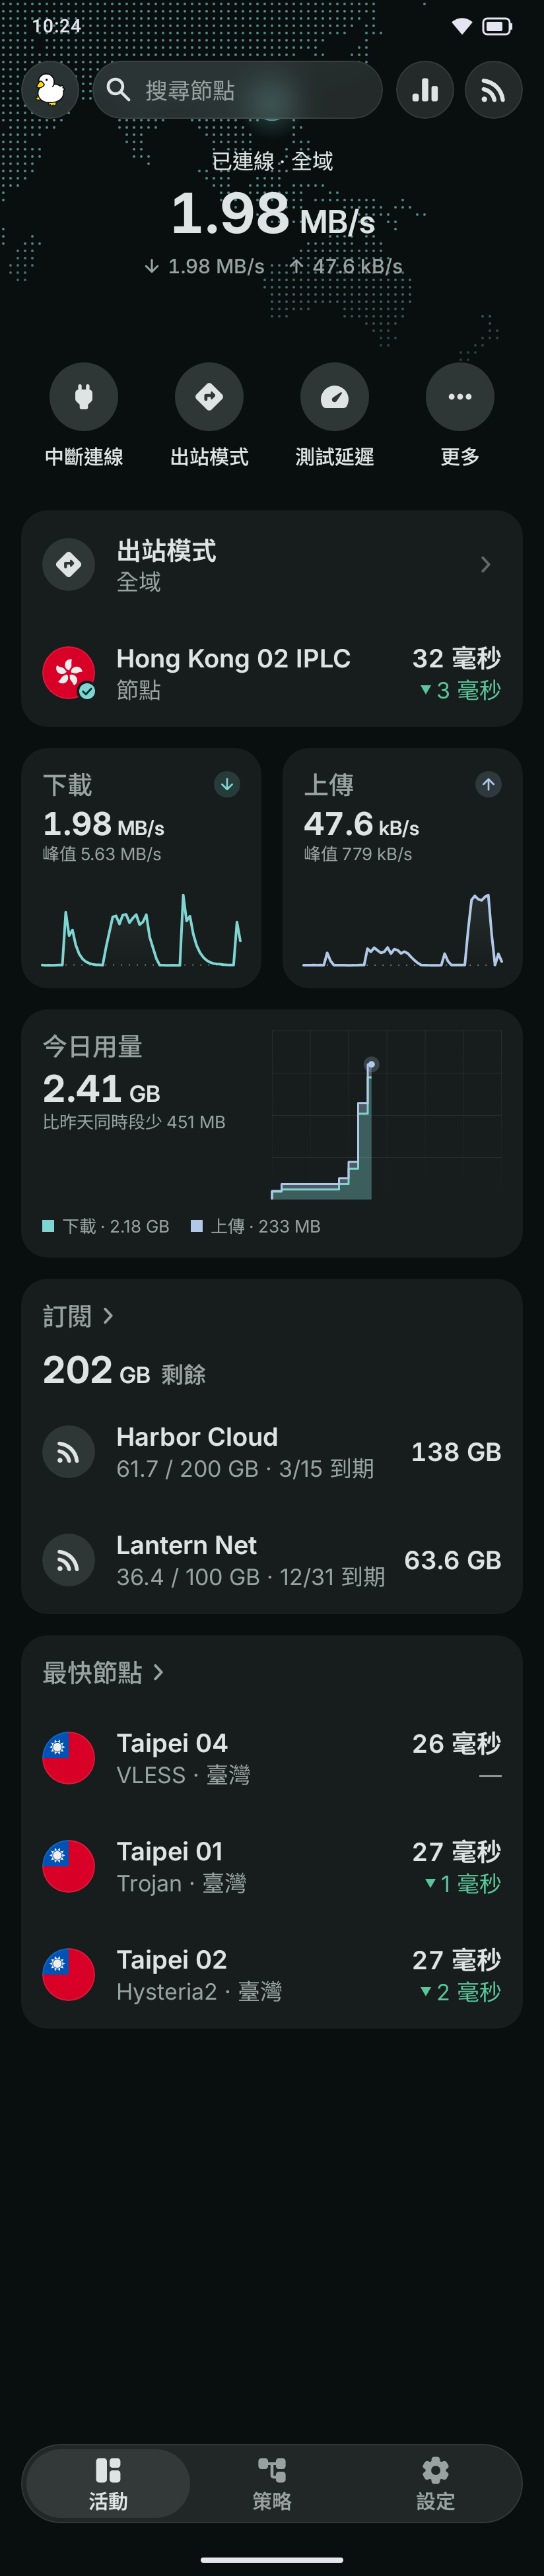 10:24
搜尋節點
已連線 · 全域
1.98 MB/s
↓ 1.98 MB/s ↑ 47.6 kB/s
中斷連線 出站模式 測試延遲 更多
出站模式
全域
Hong Kong 02 IPLC 32 毫秒
節點 ▼3 毫秒
下載
1.98 MB/s
峰值 5.63 MB/s
上傳
47.6 kB/s
峰值 779 kB/s
今日用量
2.41 GB
比昨天同時段少 451 MB
下載 · 2.18 GB 上傳 · 233 MB
訂閱
202 GB 剩餘
Harbor Cloud 138 GB
61.7 / 200 GB · 3/15 到期
Lantern Net 63.6 GB
36.4 / 100 GB · 12/31 到期
最快節點
Taipei 04 26 毫秒
VLESS · 臺灣 —
Taipei 01 27 毫秒
Trojan · 臺灣 ▼1 毫秒
Taipei 02 27 毫秒
Hysteria2 · 臺灣 ▼2 毫秒
活動 策略 設定